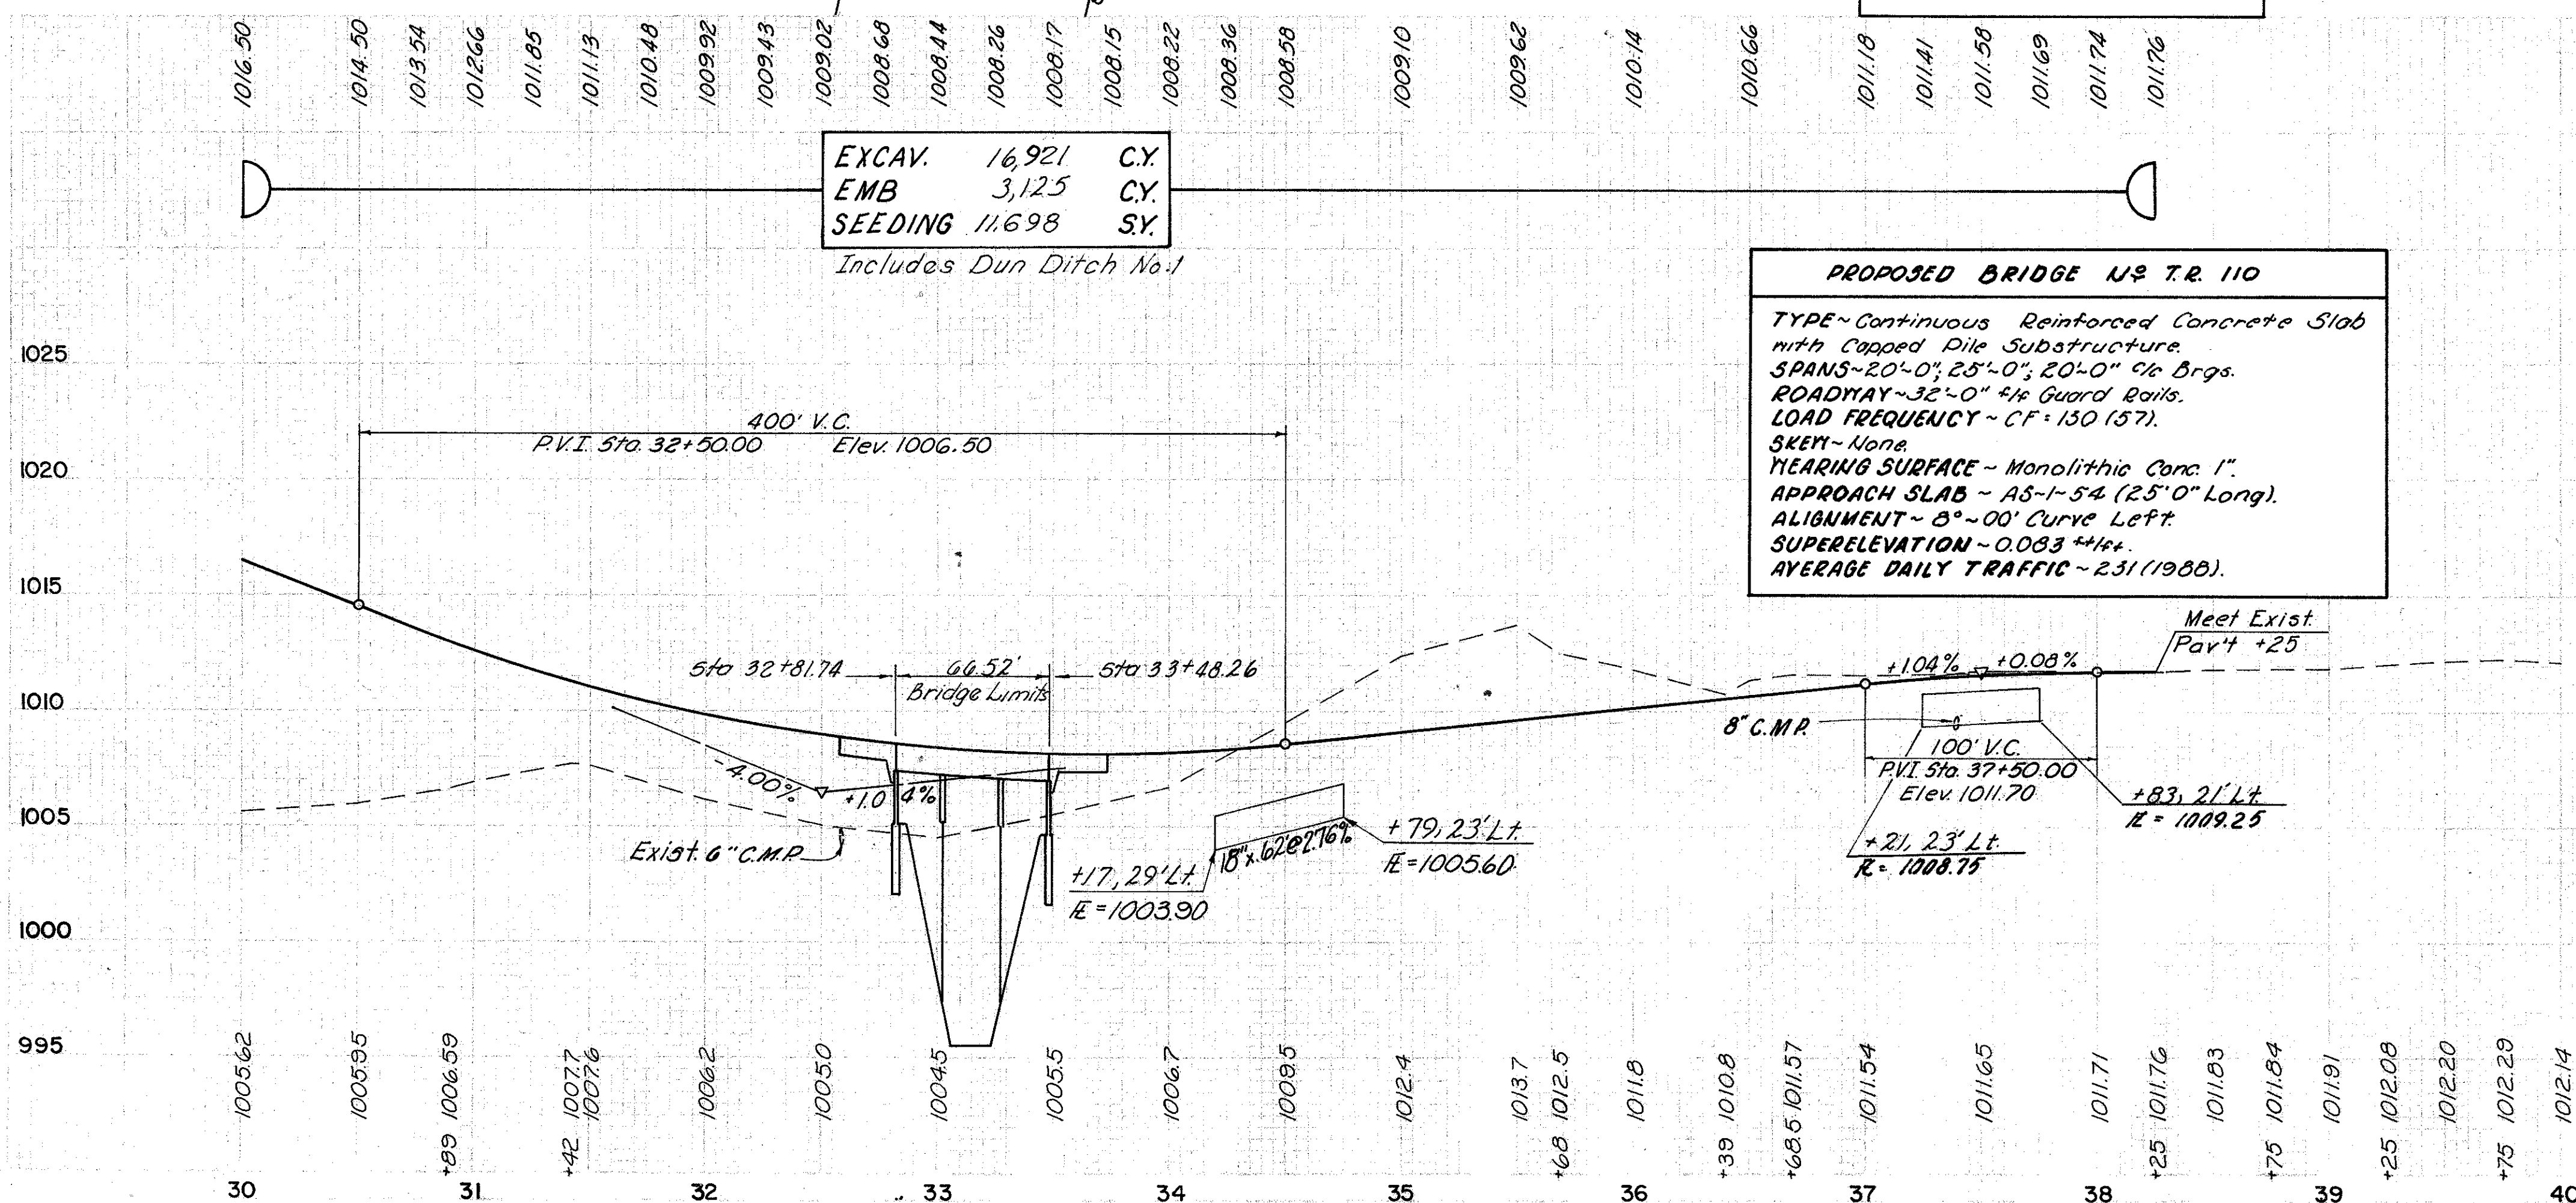 1016.50 1014.50 1013.54 1012.66 1011.85 1011.13 1010.48 1009.92 1009.43 1009.02 1008.68 1008.44 1008.26 1008.17 1008.15 1008.22 1008.36 1008.58 1009.10 1009.62 1010.14 1010.66 1011.18 1011.41 1011.58 1011.69 1011.74 1011.76
EXCAV. 16,921 C.Y.
EMB 3,125 C.Y.
SEEDING 11,698 S.Y.
Includes Dun Ditch No.1
PROPOSED BRIDGE Nº T.R. 110
TYPE~Continuous Reinforced Concrete Slab
with Capped Pile Substructure.
SPANS~20'-0"; 25'-0"; 20'-0" c/c Brgs.
ROADWAY~32'-0" f/f Guard Rails.
LOAD FREQUENCY~CF=130 (57).
SKEW~None.
WEARING SURFACE~Monolithic Conc. 1".
APPROACH SLAB~AS-1-54 (25'0" Long).
ALIGNMENT~8°~00' Curve Left.
SUPERELEVATION~0.083 ft/ft.
AVERAGE DAILY TRAFFIC~231 (1988).
1025
400' V.C.
P.V.I. Sta. 32+50.00 Elev. 1006.50
1020
1015
Meet Exist.
Pav't +25
Sta 32+81.74 66.52' Sta 33+48.26
Bridge Limits
+1.04% +0.08%
1010
8" C.M.P.
100' V.C.
P.V.I. Sta. 37+50.00
Elev. 1011.70
-4.00%
+1.04%
1005
Exist. 6" C.M.P.
18"x62'@2.76%
+79, 23' Lt.
FL=1005.60
+17, 29' Lt.
FL=1003.90
+83, 21' Lt.
FL = 1009.25
+21, 23' Lt.
FL = 1008.75
1000
995
1005.62 1005.95 +89 1006.59 +42 1007.7 1007.6 1006.2 1005.0 1004.5 1005.5 1006.7 1009.5 1012.4 1013.7 +68 1012.5 1011.8 +39 1010.8 +68.5 1011.57 1011.54 1011.65 1011.71 +25 1011.76 1011.83 +75 1011.84 1011.91 +25 1012.08 1012.20 +75 1012.29 1012.14
30 31 32 33 34 35 36 37 38 39 40